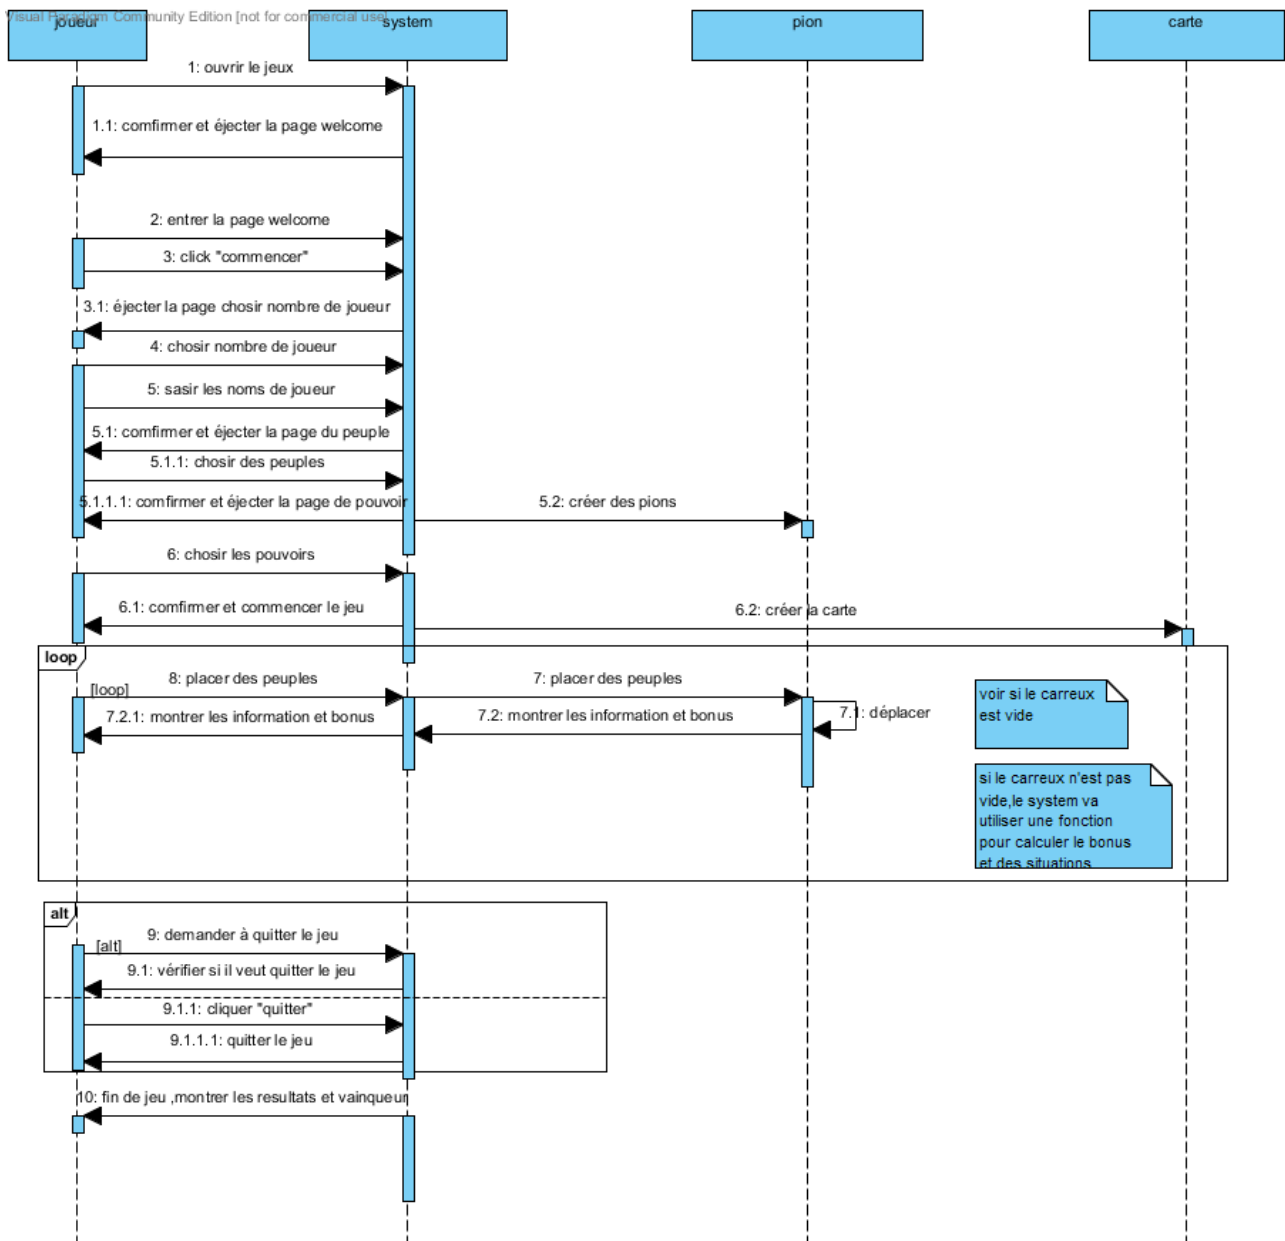 Visual Paradigm Community Edition [not for commercial use]
joueur
system
pion
carte
1: ouvrir le jeux
1.1: comfirmer et éjecter la page welcome
2: entrer la page welcome
3: click "commencer"
3.1: éjecter la page chosir nombre de joueur
4: chosir nombre de joueur
5: sasir les noms de joueur
5.1: comfirmer et éjecter la page du peuple
5.1.1: chosir des peuples
5.1.1.1: comfirmer et éjecter la page de pouvoir
5.2: créer des pions
6: chosir les pouvoirs
6.1: comfirmer et commencer le jeu
6.2: créer la carte
loop
[loop]
8: placer des peuples
7: placer des peuples
7.2.1: montrer les information et bonus
7.2: montrer les information et bonus
7.1: déplacer
voir si le carreux
est vide
si le carreux n'est pas
vide,le system va
utiliser une fonction
pour calculer le bonus
et des situations
alt
[alt]
9: demander à quitter le jeu
9.1: vérifier si il veut quitter le jeu
9.1.1: cliquer "quitter"
9.1.1.1: quitter le jeu
10: fin de jeu ,montrer les resultats et vainqueur